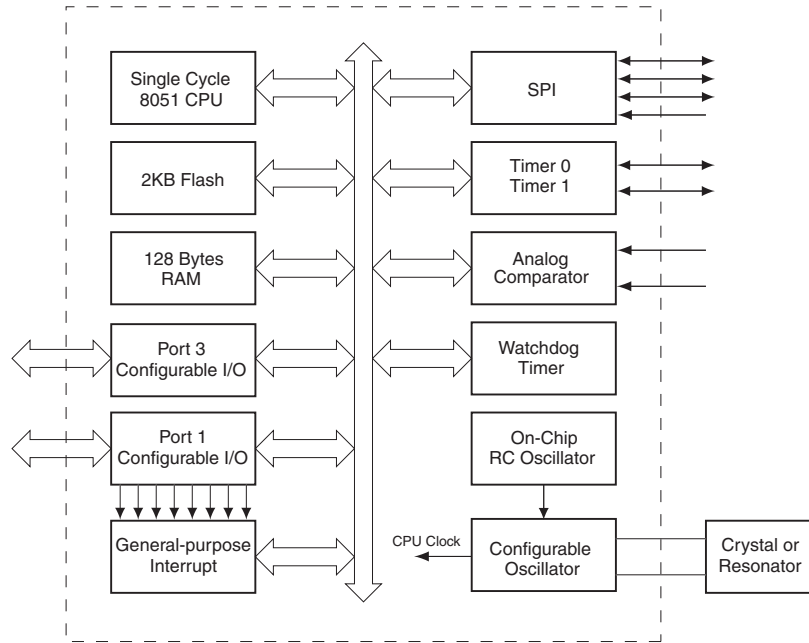 Single Cycle
8051 CPU
SPI
2KB Flash
Timer 0
Timer 1
128 Bytes
RAM
Analog
Comparator
Port 3
Configurable I/O
Watchdog
Timer
Port 1
Configurable I/O
On-Chip
RC Oscillator
General-purpose
Interrupt
CPU Clock
Configurable
Oscillator
Crystal or
Resonator